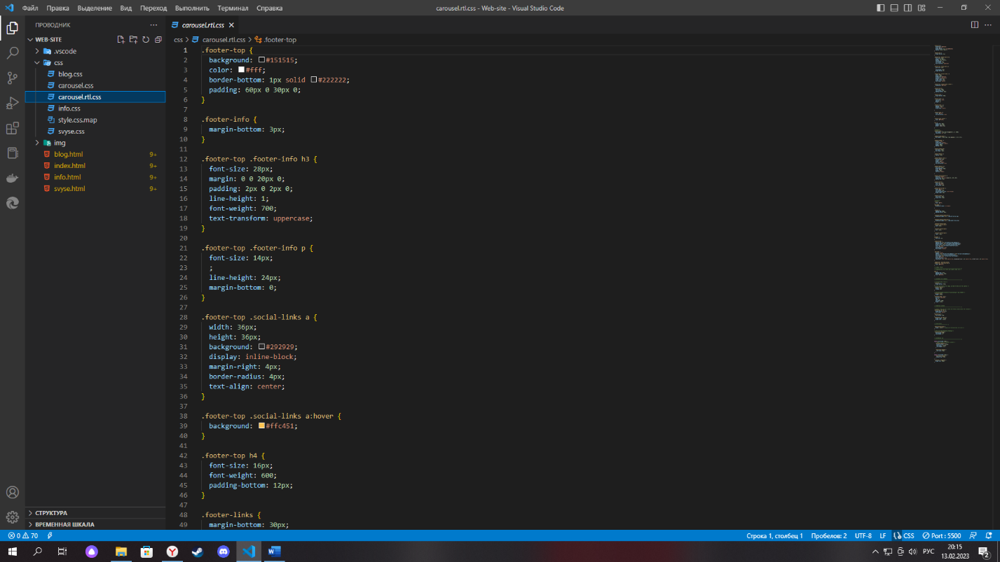 Файл Правка Выделение Вид Переход Выполнить Терминал Справка
carousel.rtl.css - Web-site - Visual Studio Code
ПРОВОДНИК
WEB-SITE
.vscode
css
blog.css
carousel.css
carousel.rtl.css
info.css
style.css.map
svyse.css
img
blog.html 9+
index.html 9+
info.html 9+
svyse.html 9+
СТРУКТУРА
ВРЕМЕННАЯ ШКАЛА
carousel.rtl.css
css > carousel.rtl.css > .footer-top
1 .footer-top {
2 background: #151515;
3 color: #fff;
4 border-bottom: 1px solid #222222;
5 padding: 60px 0 30px 0;
6 }
7
8 .footer-info {
9 margin-bottom: 3px;
10 }
11
12 .footer-top .footer-info h3 {
13 font-size: 28px;
14 margin: 0 0 20px 0;
15 padding: 2px 0 2px 0;
16 line-height: 1;
17 font-weight: 700;
18 text-transform: uppercase;
19 }
20
21 .footer-top .footer-info p {
22 font-size: 14px;
23 ;
24 line-height: 24px;
25 margin-bottom: 0;
26 }
27
28 .footer-top .social-links a {
29 width: 36px;
30 height: 36px;
31 background: #292929;
32 display: inline-block;
33 margin-right: 4px;
34 border-radius: 4px;
35 text-align: center;
36 }
37
38 .footer-top .social-links a:hover {
39 background: #ffc451;
40 }
41
42 .footer-top h4 {
43 font-size: 16px;
44 font-weight: 600;
45 padding-bottom: 12px;
46 }
47
48 .footer-links {
49 margin-bottom: 30px;
0 70 Строка 1, столбец 1 Пробелов: 2 UTF-8 LF CSS Port : 5500
РУС
20:15
13.02.2023
2